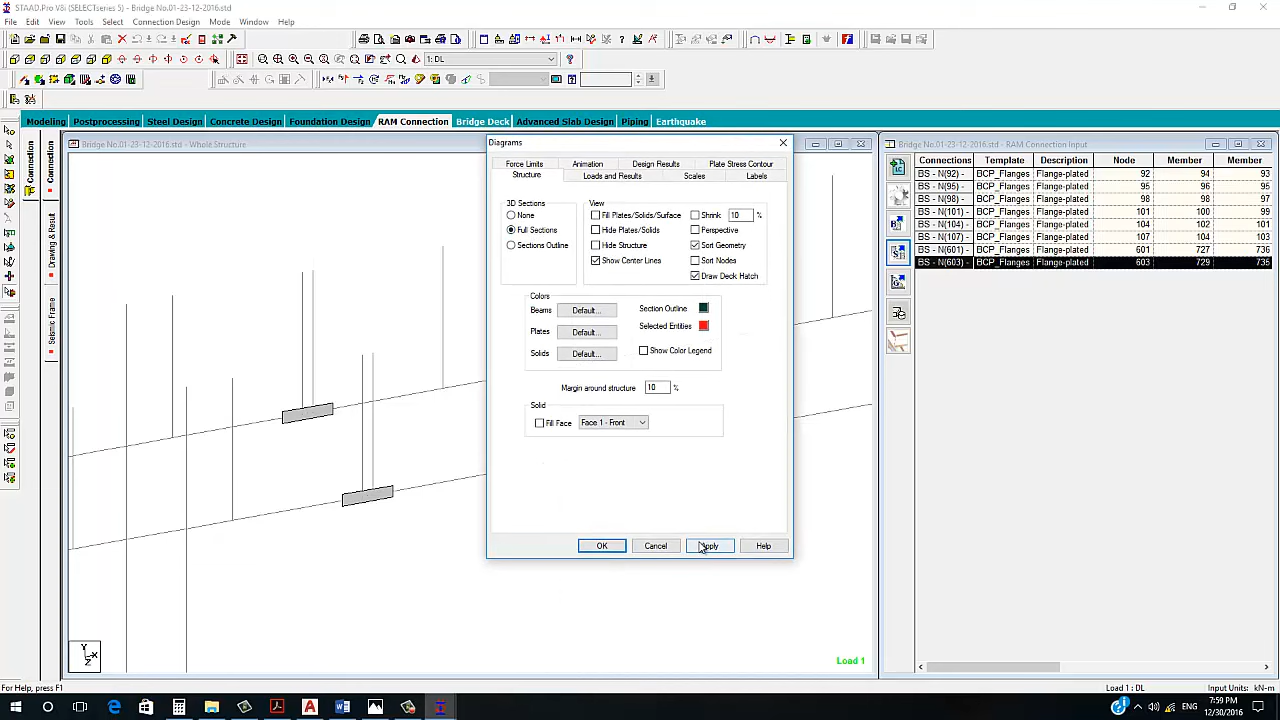 STAAD.Pro V8i (SELECTseries 5) - Bridge No.01-23-12-2016.std
File Edit View Tools Select Connection Design Mode Window Help
1: DL
Modeling Postprocessing Steel Design Concrete Design Foundation Design RAM Connection Bridge Deck Advanced Slab Design Piping Earthquake
Bridge No.01-23-12-2016.std - Whole Structure
Connection
Connection
Drawing & Result
Seismic Frame
Diagrams
Force Limits Animation Design Results Plate Stress Contour
Structure Loads and Results Scales Labels
3D Sections
None
Full Sections
Sections Outline
View
Fill Plates/Solids/Surface
Hide Plates/Solids
Hide Structure
Show Center Lines
Shrink 10 %
Perspective
Sort Geometry
Sort Nodes
Draw Deck Hatch
Colors
Beams Default...
Plates Default...
Solids Default...
Section Outline
Selected Entities
Show Color Legend
Margin around structure 10 %
Solid
Fill Face Face 1 - Front
OK Cancel Apply Help
Bridge No.01-23-12-2016.std - RAM Connection Input
Connections Template Description Node Member Member
BS - N(92) - BCP_Flanges Flange-plated 92 94 93
BS - N(95) - BCP_Flanges Flange-plated 95 96 95
BS - N(98) - BCP_Flanges Flange-plated 98 98 97
BS - N(101) - BCP_Flanges Flange-plated 101 100 99
BS - N(104) - BCP_Flanges Flange-plated 104 102 101
BS - N(107) - BCP_Flanges Flange-plated 107 104 103
BS - N(601) - BCP_Flanges Flange-plated 601 727 736
BS - N(603) - BCP_Flanges Flange-plated 603 729 735
Y
X
Z
Load 1
For Help, press F1
Load 1 : DL Input Units: kN-m
7:59 PM
12/30/2016